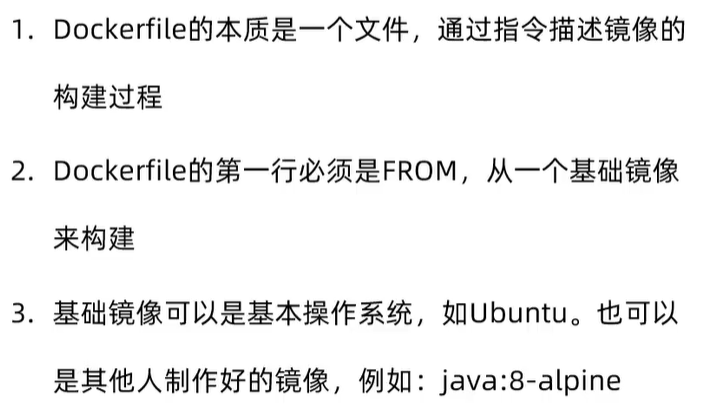 1. Dockerfile的本质是一个文件，通过指令描述镜像的
构建过程
2. Dockerfile的第一行必须是FROM，从一个基础镜像
来构建
3. 基础镜像可以是基本操作系统，如Ubuntu。也可以
是其他人制作好的镜像，例如：java:8-alpine